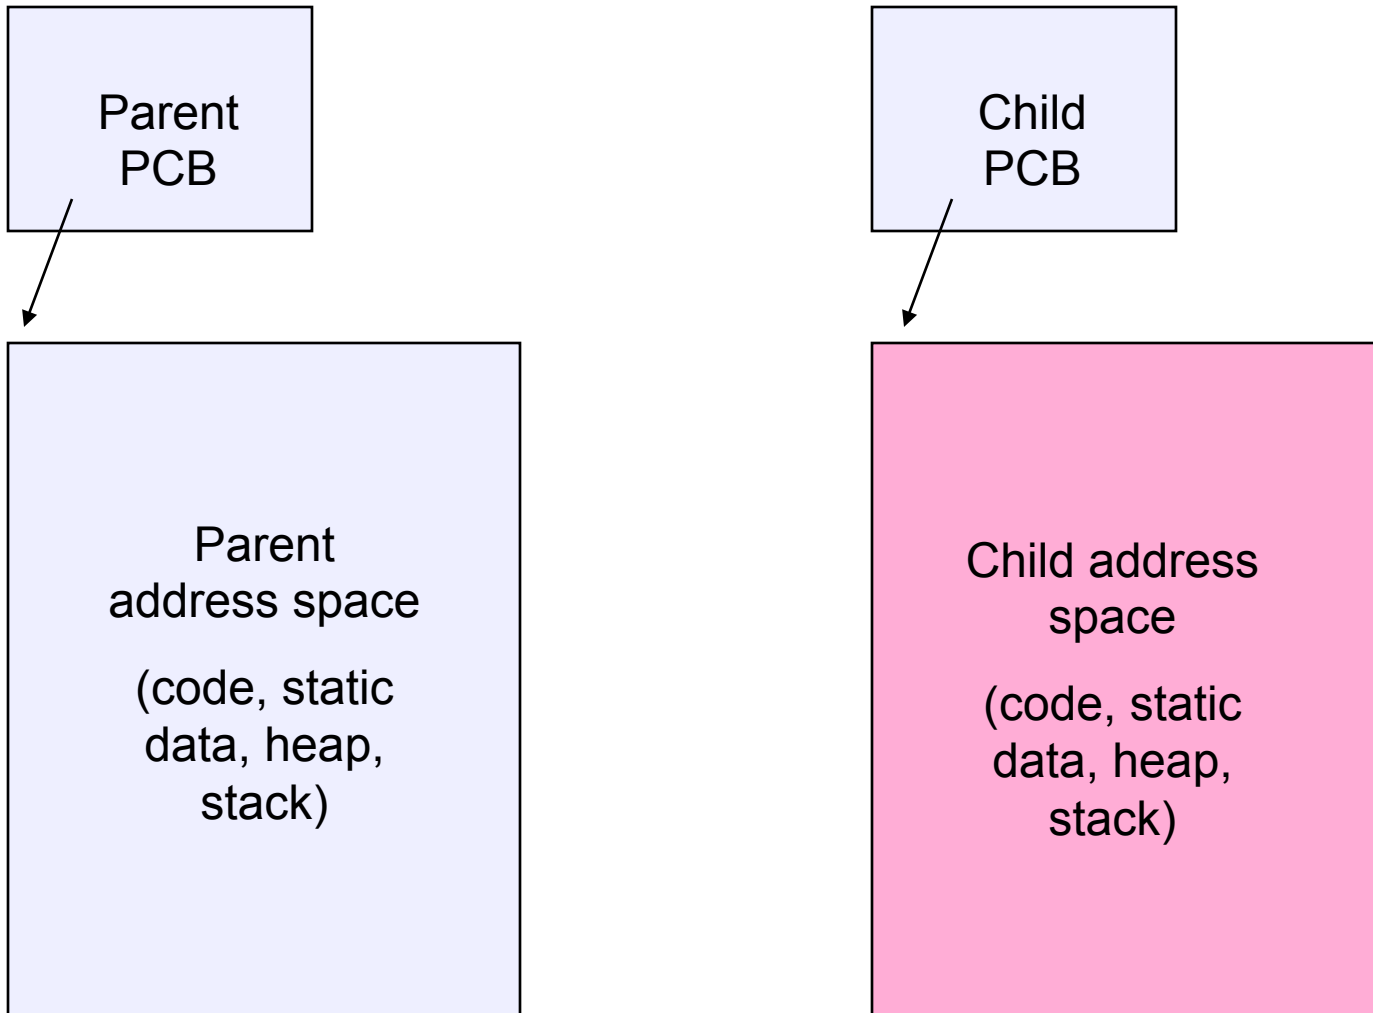 Parent
PCB
Child
PCB
Parent
address space
(code, static
data, heap,
stack)
Child address
space
(code, static
data, heap,
stack)